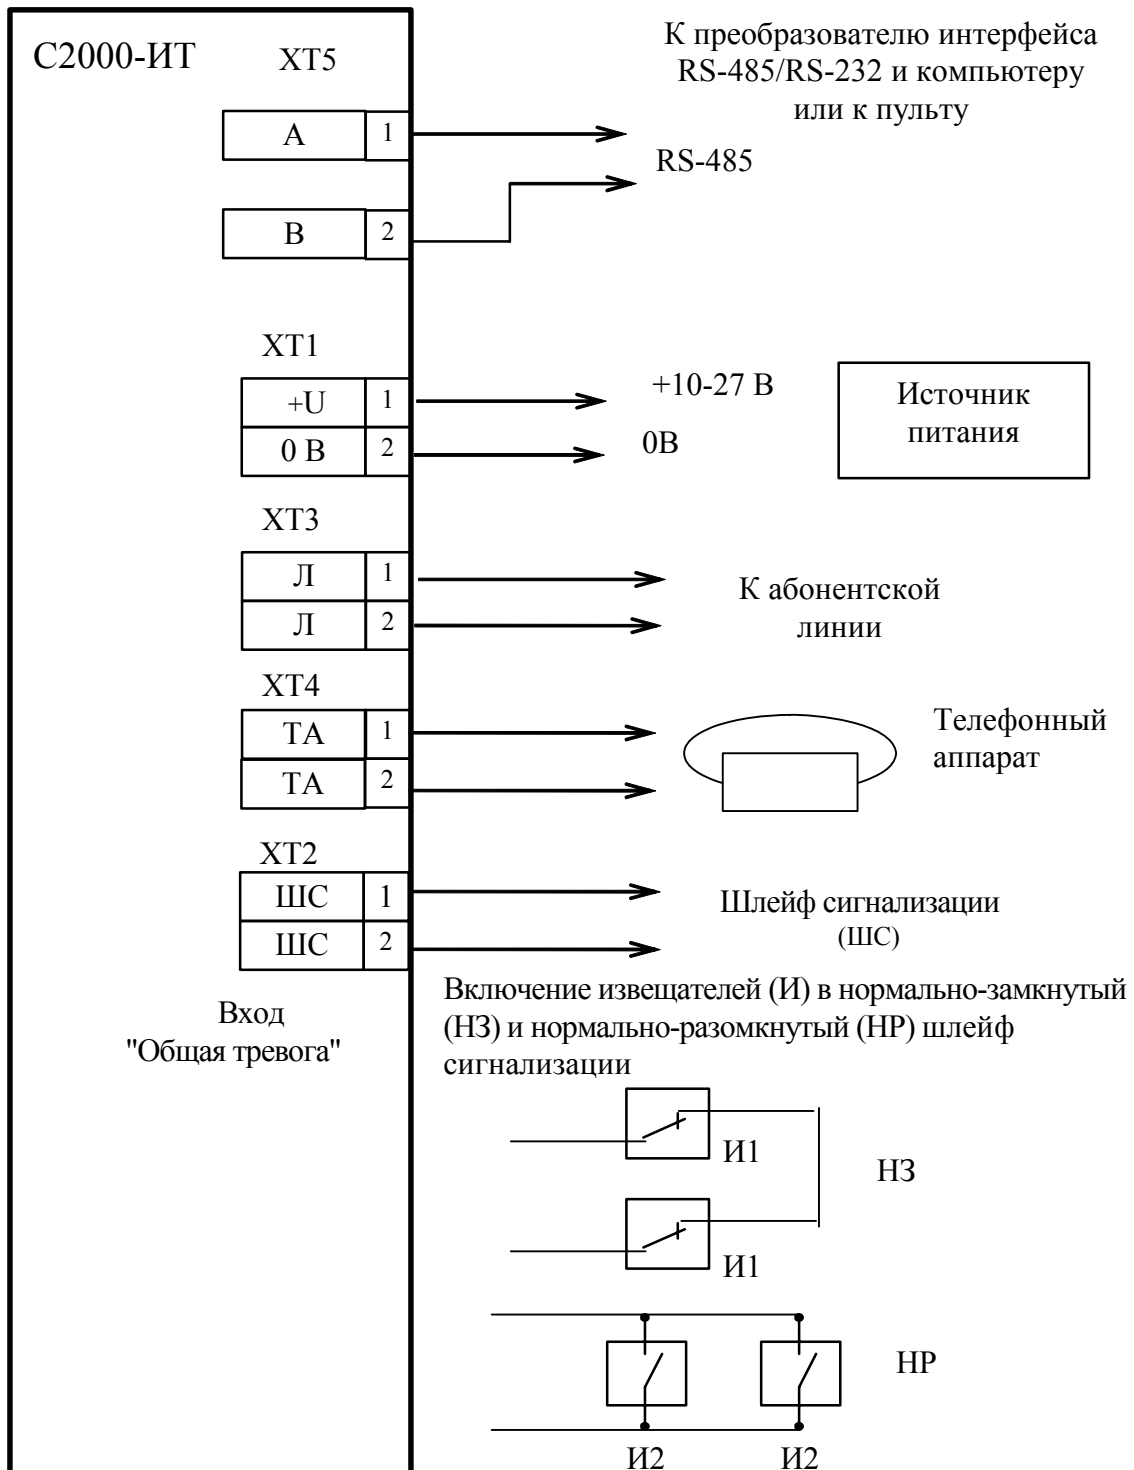 С2000-ИТ
ХТ5
К преобразователю интерфейса
RS-485/RS-232 и компьютеру
или к пульту
А 1
RS-485
В 2
ХТ1
+U 1
+10-27 В
0 В 2
0В
Источник
питания
ХТ3
Л 1
Л 2
К абонентской
линии
ХТ4
ТА 1
ТА 2
Телефонный
аппарат
ХТ2
ШС 1
ШС 2
Шлейф сигнализации
(ШС)
Вход
"Общая тревога"
Включение извещателей (И) в нормально-замкнутый
(НЗ) и нормально-разомкнутый (НР) шлейф
сигнализации
И1
НЗ
И1
НР
И2
И2